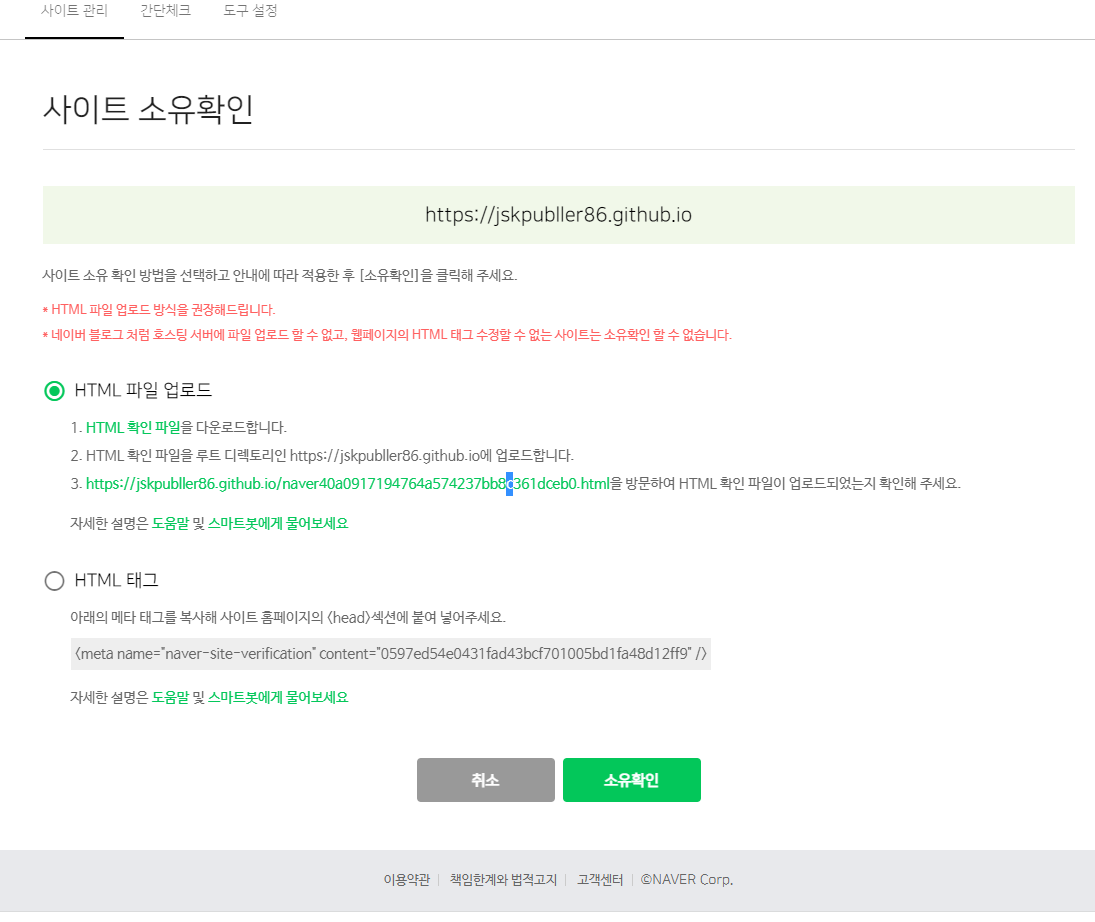 사이트 관리 간단체크 도구 설정
사이트 소유확인
https://jskpubller86.github.io
사이트 소유 확인 방법을 선택하고 안내에 따라 적용한 후 [소유확인]을 클릭해 주세요.
* HTML 파일 업로드 방식을 권장해드립니다.
* 네이버 블로그 처럼 호스팅 서버에 파일 업로드 할 수 없고, 웹페이지의 HTML 태그 수정할 수 없는 사이트는 소유확인 할 수 없습니다.
HTML 파일 업로드
1. HTML 확인 파일을 다운로드합니다.
2. HTML 확인 파일을 루트 디렉토리인 https://jskpubller86.github.io에 업로드합니다.
3. https://jskpubller86.github.io/naver40a0917194764a574237bb8c361dceb0.html을 방문하여 HTML 확인 파일이 업로드되었는지 확인해 주세요.
자세한 설명은 도움말 및 스마트봇에게 물어보세요
HTML 태그
아래의 메타 태그를 복사해 사이트 홈페이지의 <head>섹션에 붙여 넣어주세요.
<meta name="naver-site-verification" content="0597ed54e0431fad43bcf701005bd1fa48d12ff9" />
자세한 설명은 도움말 및 스마트봇에게 물어보세요
취소 소유확인
이용약관 | 책임한계와 법적고지 | 고객센터 | ©NAVER Corp.